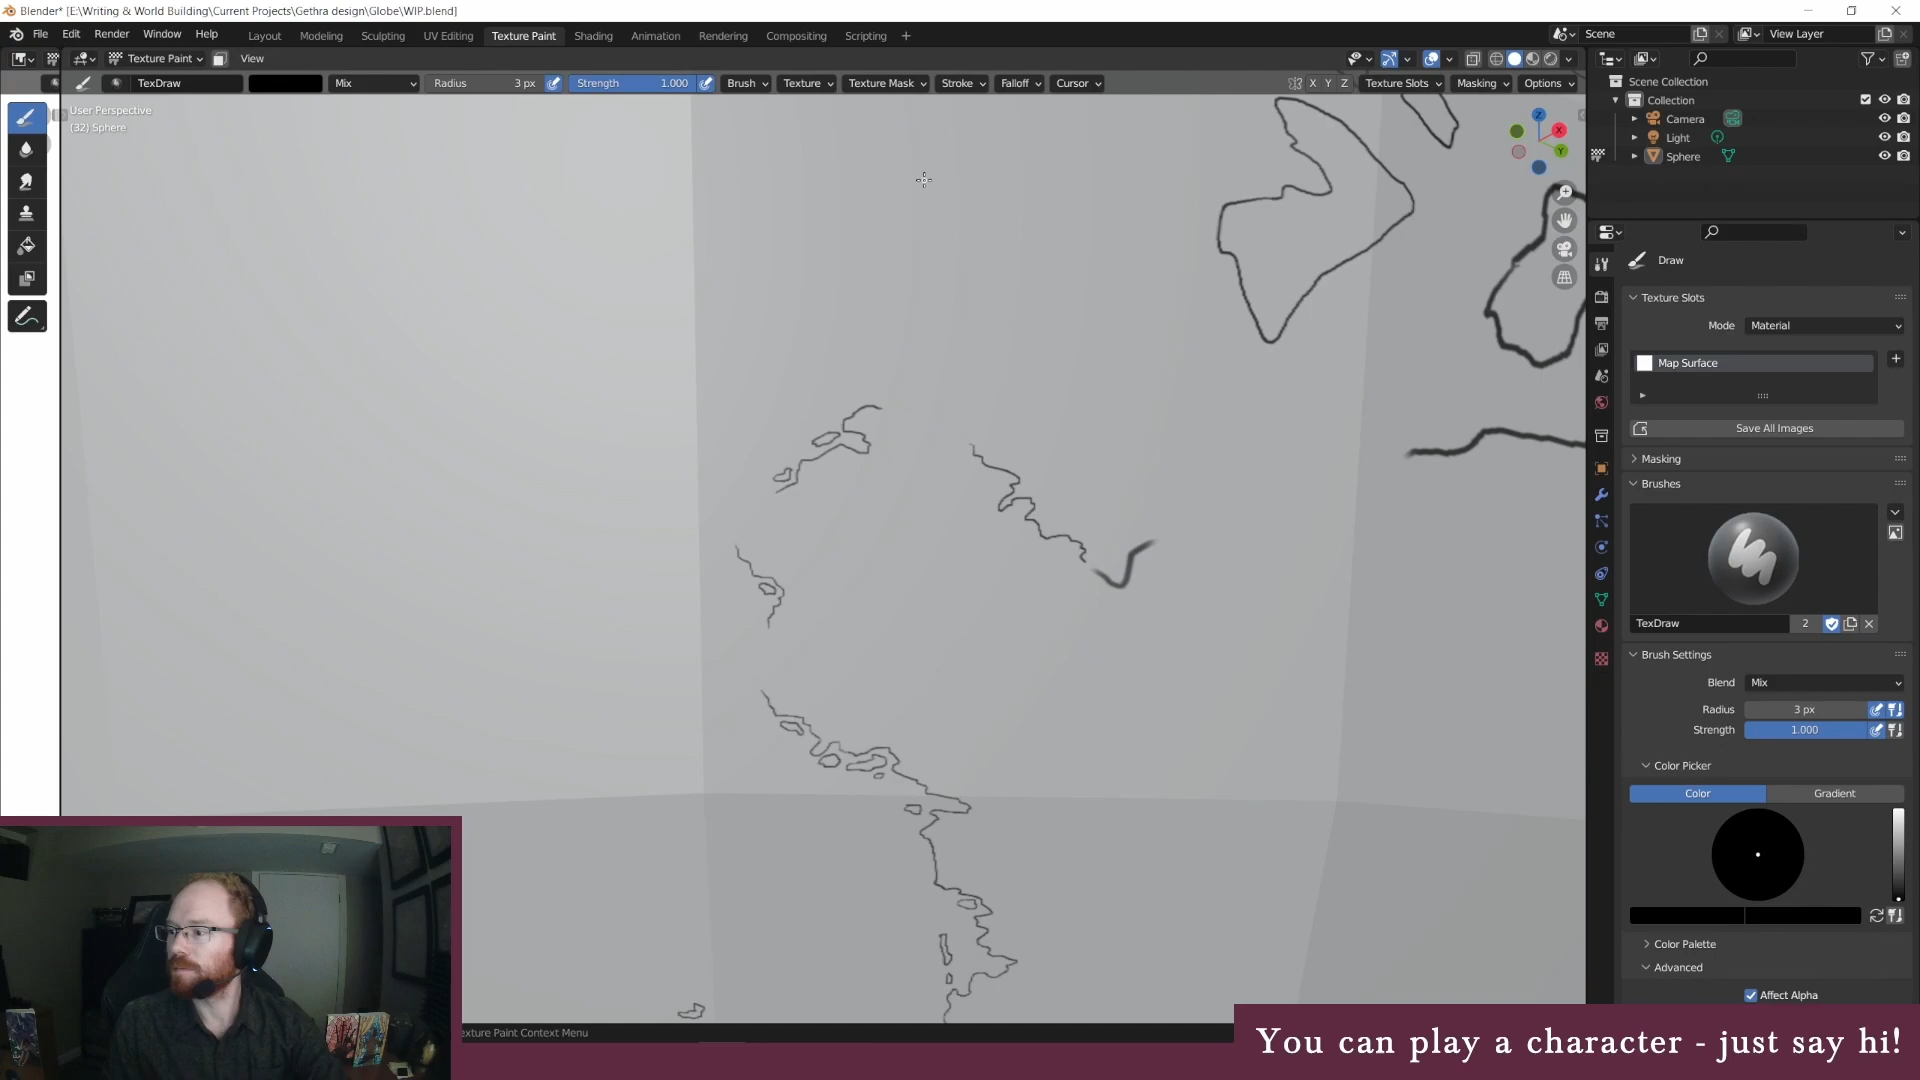 Blender* [E:\Writing & World Building\Current Projects\Gethra design\Globe\WIP.blend]
File Edit Render Window Help Layout Modeling Sculpting UV Editing Texture Paint Shading Animation Rendering Compositing Scripting + Scene View Layer
Texture Paint View
TexDraw Mix Radius 3 px Strength 1.000 Brush Texture Texture Mask Stroke Falloff Cursor X Y Z Texture Slots Masking Options
User Perspective
(32) Sphere
Z
X
Y
Scene Collection
Collection
Camera
Light
Sphere
Draw
Texture Slots
Mode Material
Map Surface
Save All Images
Masking
Brushes
TexDraw 2
Brush Settings
Blend Mix
Radius 3 px
Strength 1.000
Color Picker
Color Gradient
Color Palette
Advanced
Affect Alpha
exture Paint Context Menu
You can play a character - just say hi!